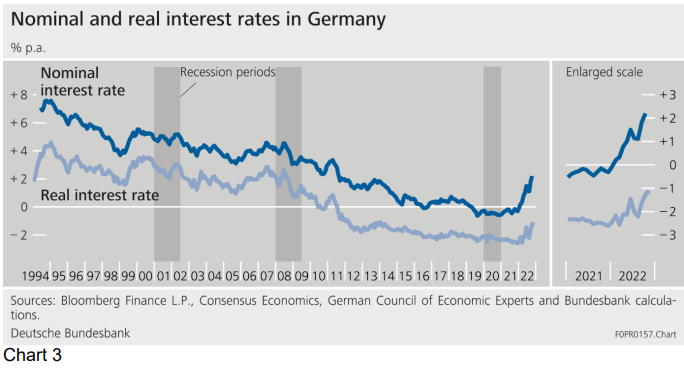 Nominal and real interest rates in Germany
% p.a.
Nominal
interest rate
Recession periods
Enlarged scale
+ 8
+ 6
+ 4
+ 2
0
– 2
Real interest rate
+ 3
+ 2
+ 1
0
– 1
– 2
– 3
1994 95 96 97 98 99 00 01 02 03 04 05 06 07 08 09 10 11 12 13 14 15 16 17 18 19 20 21 22
2021 2022
Sources: Bloomberg Finance L.P., Consensus Economics, German Council of Economic Experts and Bundesbank calcula-
tions.
Deutsche Bundesbank
F0PR0157.Chart
Chart 3